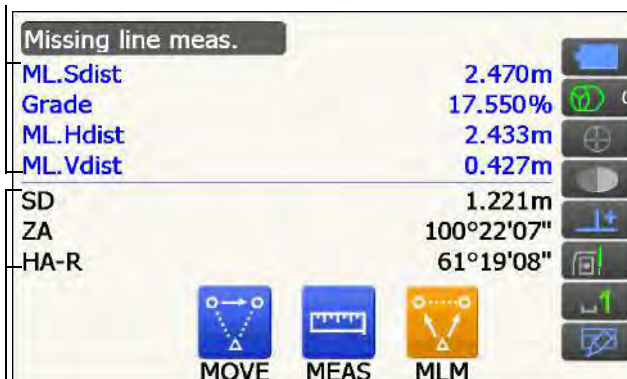 Missing line meas.
ML.Sdist 2.470m
Grade 17.550%
ML.Hdist 2.433m
ML.Vdist 0.427m
SD 1.221m
ZA 100°22'07"
HA-R 61°19'08"
MOVE MEAS MLM